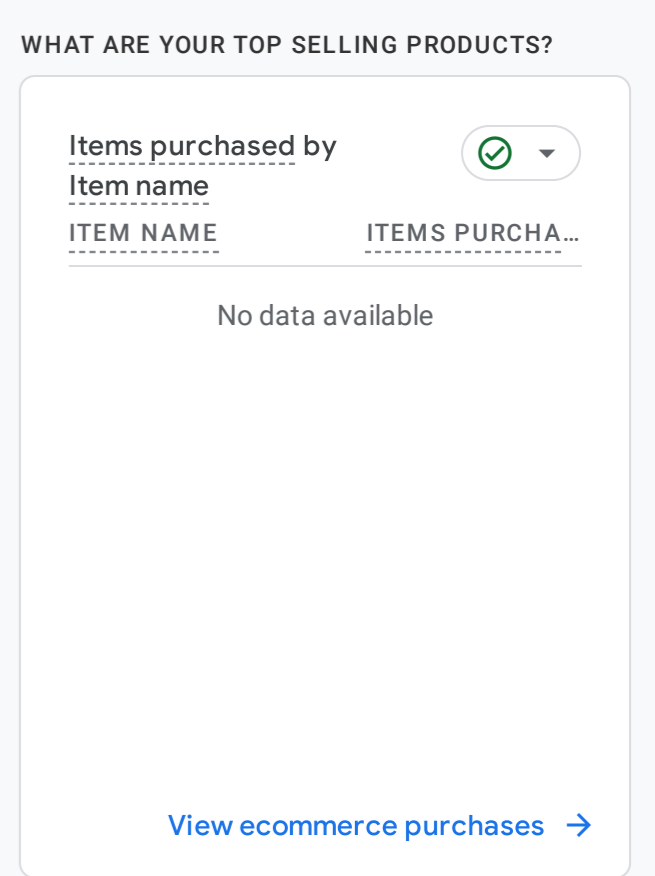 WHAT ARE YOUR TOP SELLING PRODUCTS?
Items purchased by
Item name
ITEM NAME ITEMS PURCHA...
No data available
View ecommerce purchases